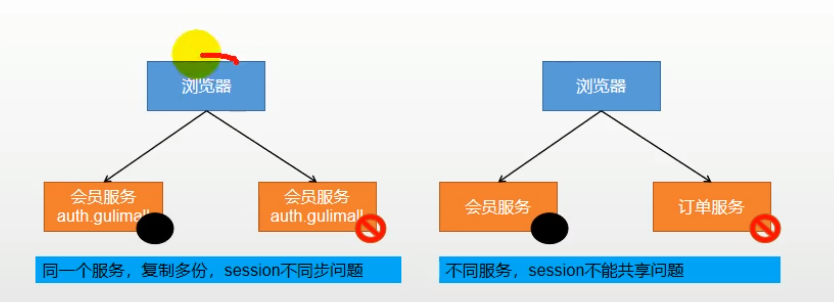 浏览器
浏览器
会员服务
auth.gulimall
会员服务
auth.gulimall
会员服务
订单服务
同一个服务，复制多份，session不同步问题
不同服务，session不能共享问题